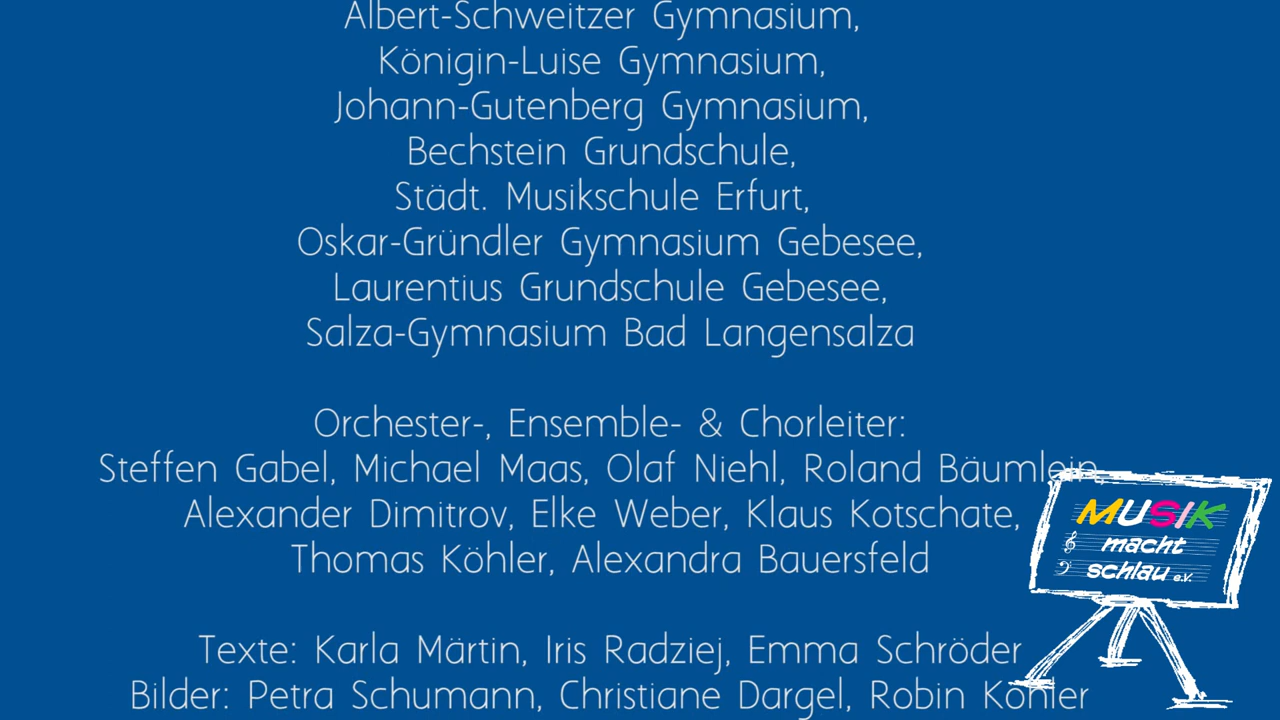 Albert-Schweitzer Gymnasium,
Königin-Luise Gymnasium,
Johann-Gutenberg Gymnasium,
Bechstein Grundschule,
Städt. Musikschule Erfurt,
Oskar-Gründler Gymnasium Gebesee,
Laurentius Grundschule Gebesee,
Salza-Gymnasium Bad Langensalza
Orchester-, Ensemble- & Chorleiter:
Steffen Gabel, Michael Maas, Olaf Niehl, Roland Bäumlein,
Alexander Dimitrov, Elke Weber, Klaus Kotschate,
Thomas Köhler, Alexandra Bauersfeld
Texte: Karla Märtin, Iris Radziej, Emma Schröder
Bilder: Petra Schumann, Christiane Dargel, Robin Köhler
MUSIK
macht
schlau e.V.